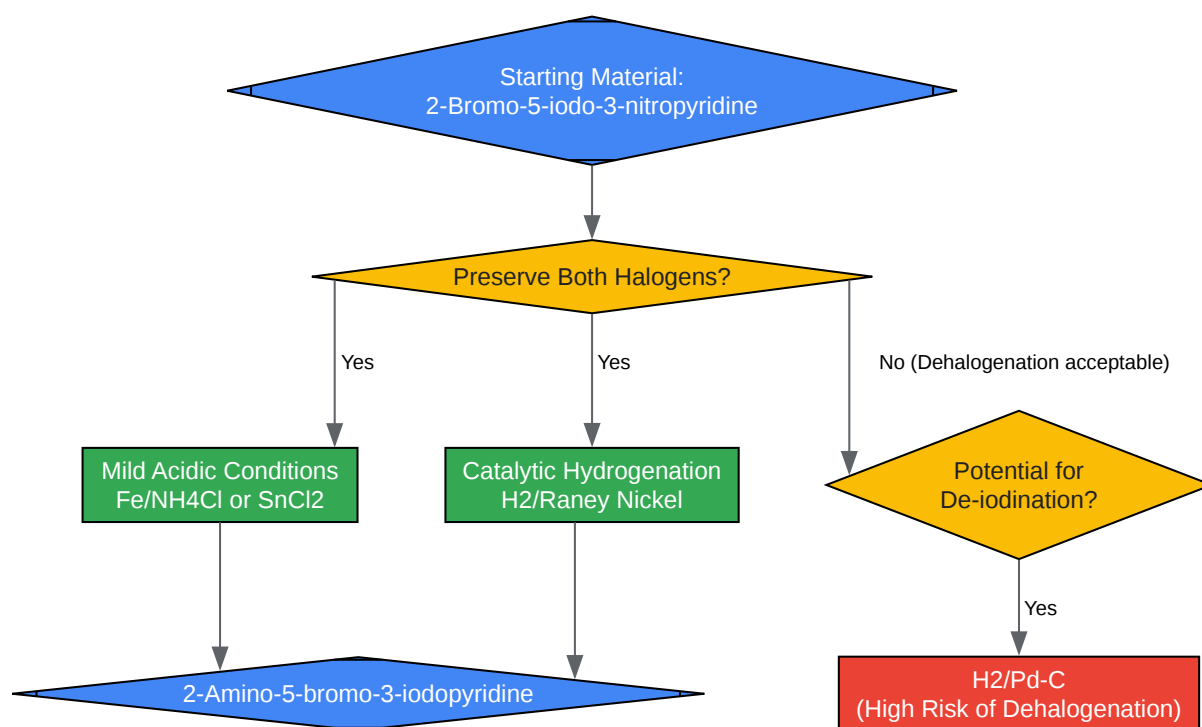 Starting Material:
2-Bromo-5-iodo-3-nitropyridine
Preserve Both Halogens?
Yes
Yes
No (Dehalogenation acceptable)
Mild Acidic Conditions
Fe/NH4Cl or SnCl2
Catalytic Hydrogenation
H2/Raney Nickel
Potential for
De-iodination?
Yes
2-Amino-5-bromo-3-iodopyridine
H2/Pd-C
(High Risk of Dehalogenation)